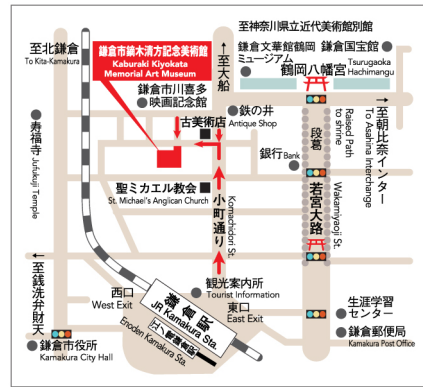 至神奈川県立近代美術館別館
至北鎌倉
To Kita-Kamakura
鎌倉市鏑木清方記念美術館
Kaburaki Kiyokata
Memorial Art Museum
至大船
鎌倉文華館鶴岡
ミュージアム
鎌倉国宝館
鶴岡八幡宮
Tsurugaoka
Hachimangu
鎌倉市川喜多
映画記念館
鉄の井
古美術店
Antique Shop
寿福寺 Jufukuji Temple
段葛
Raised Path
to shrine
至朝比奈インター
To Asahina Interchange
銀行 Bank
聖ミカエル教会
St. Michael's Anglican Church
小町通り
Komachidori St.
若宮大路
Wakamiyaoji St.
至銭洗弁財天
観光案内所
Tourist Information
西口
West Exit
鎌倉駅
JR Kamakura Sta.
江ノ電鎌倉駅
Enoden Kamakura Sta.
東口
East Exit
生涯学習
センター
鎌倉市役所
Kamakura City Hall
鎌倉郵便局
Kamakura Post Office